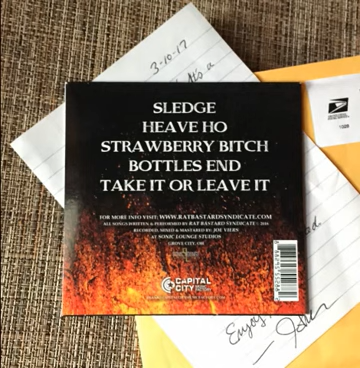 3-10-17
It's a
SLEDGE
HEAVE HO
STRAWBERRY BITCH
BOTTLES END
TAKE IT OR LEAVE IT
FOR MORE INFO VISIT: WWW.RATBASTARDSYNDICATE.COM
ALL SONGS WRITTEN & PERFORMED BY RAT BASTARD SYNDICATE © 2016
RECORDED, MIXED & MASTERED BY: JOE VIERS
AT SONIC LOUNGE STUDIOS
GROVE CITY, OH
CAPITAL
CITY
Enjoy